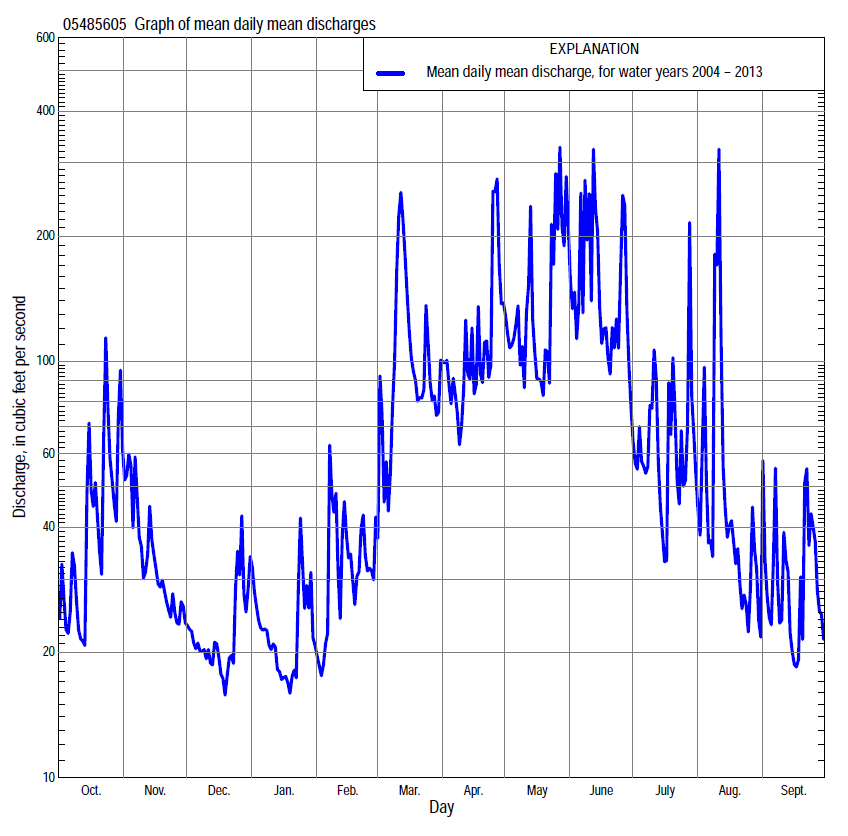 05485605 Graph of mean daily mean discharges
EXPLANATION
Mean daily mean discharge, for water years 2004 – 2013
Discharge, in cubic feet per second
600
400
200
100
60
40
20
10
Oct. Nov. Dec. Jan. Feb. Mar. Apr. May June July Aug. Sept.
Day